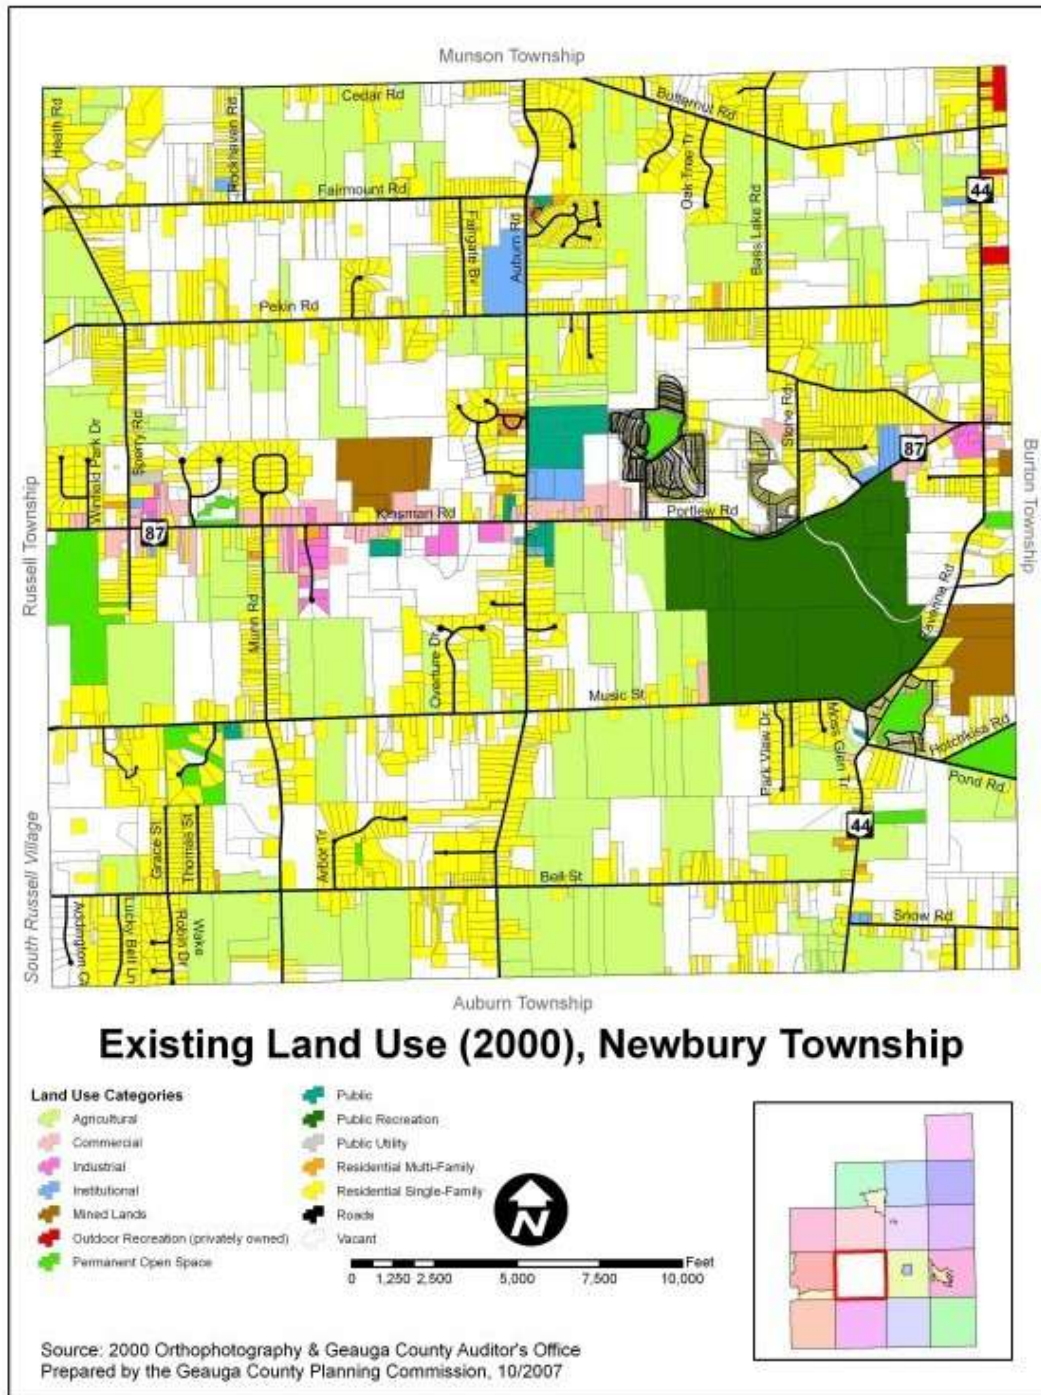 Munson Township
Cedar Rd
Butternut Rd
Heath Rd
Rockhaven Rd
Oak Tree Tr
Fairmount Rd
44
Bass Lake Rd
Fairgate Bv
Auburn Rd
Pekin Rd
Stone Rd
Sperry Rd
Winfield Park Dr
87
Burton Township
Russell Township
Kinsman Rd
Portlew Rd
87
Munn Rd
Ravenna Rd
Overture Dr
Music St
Park View Dr
Moss Glen Tr
Hotchkiss Rd
Pond Rd
South Russell Village
Grace St
Thomas St
Arbor Tr
44
Bell St
Addington C
Lucky Bell Ln
Robin Dr
Wake
Snow Rd
Auburn Township
Existing Land Use (2000), Newbury Township
Land Use Categories
Agricultural
Commercial
Industrial
Institutional
Mined Lands
Outdoor Recreation (privately owned)
Permanent Open Space
Public
Public Recreation
Public Utility
Residential Multi-Family
Residential Single-Family
Roads
Vacant
N
Feet
0 1,250 2,500 5,000 7,500 10,000
Source: 2000 Orthophotography & Geauga County Auditor's Office
Prepared by the Geauga County Planning Commission, 10/2007